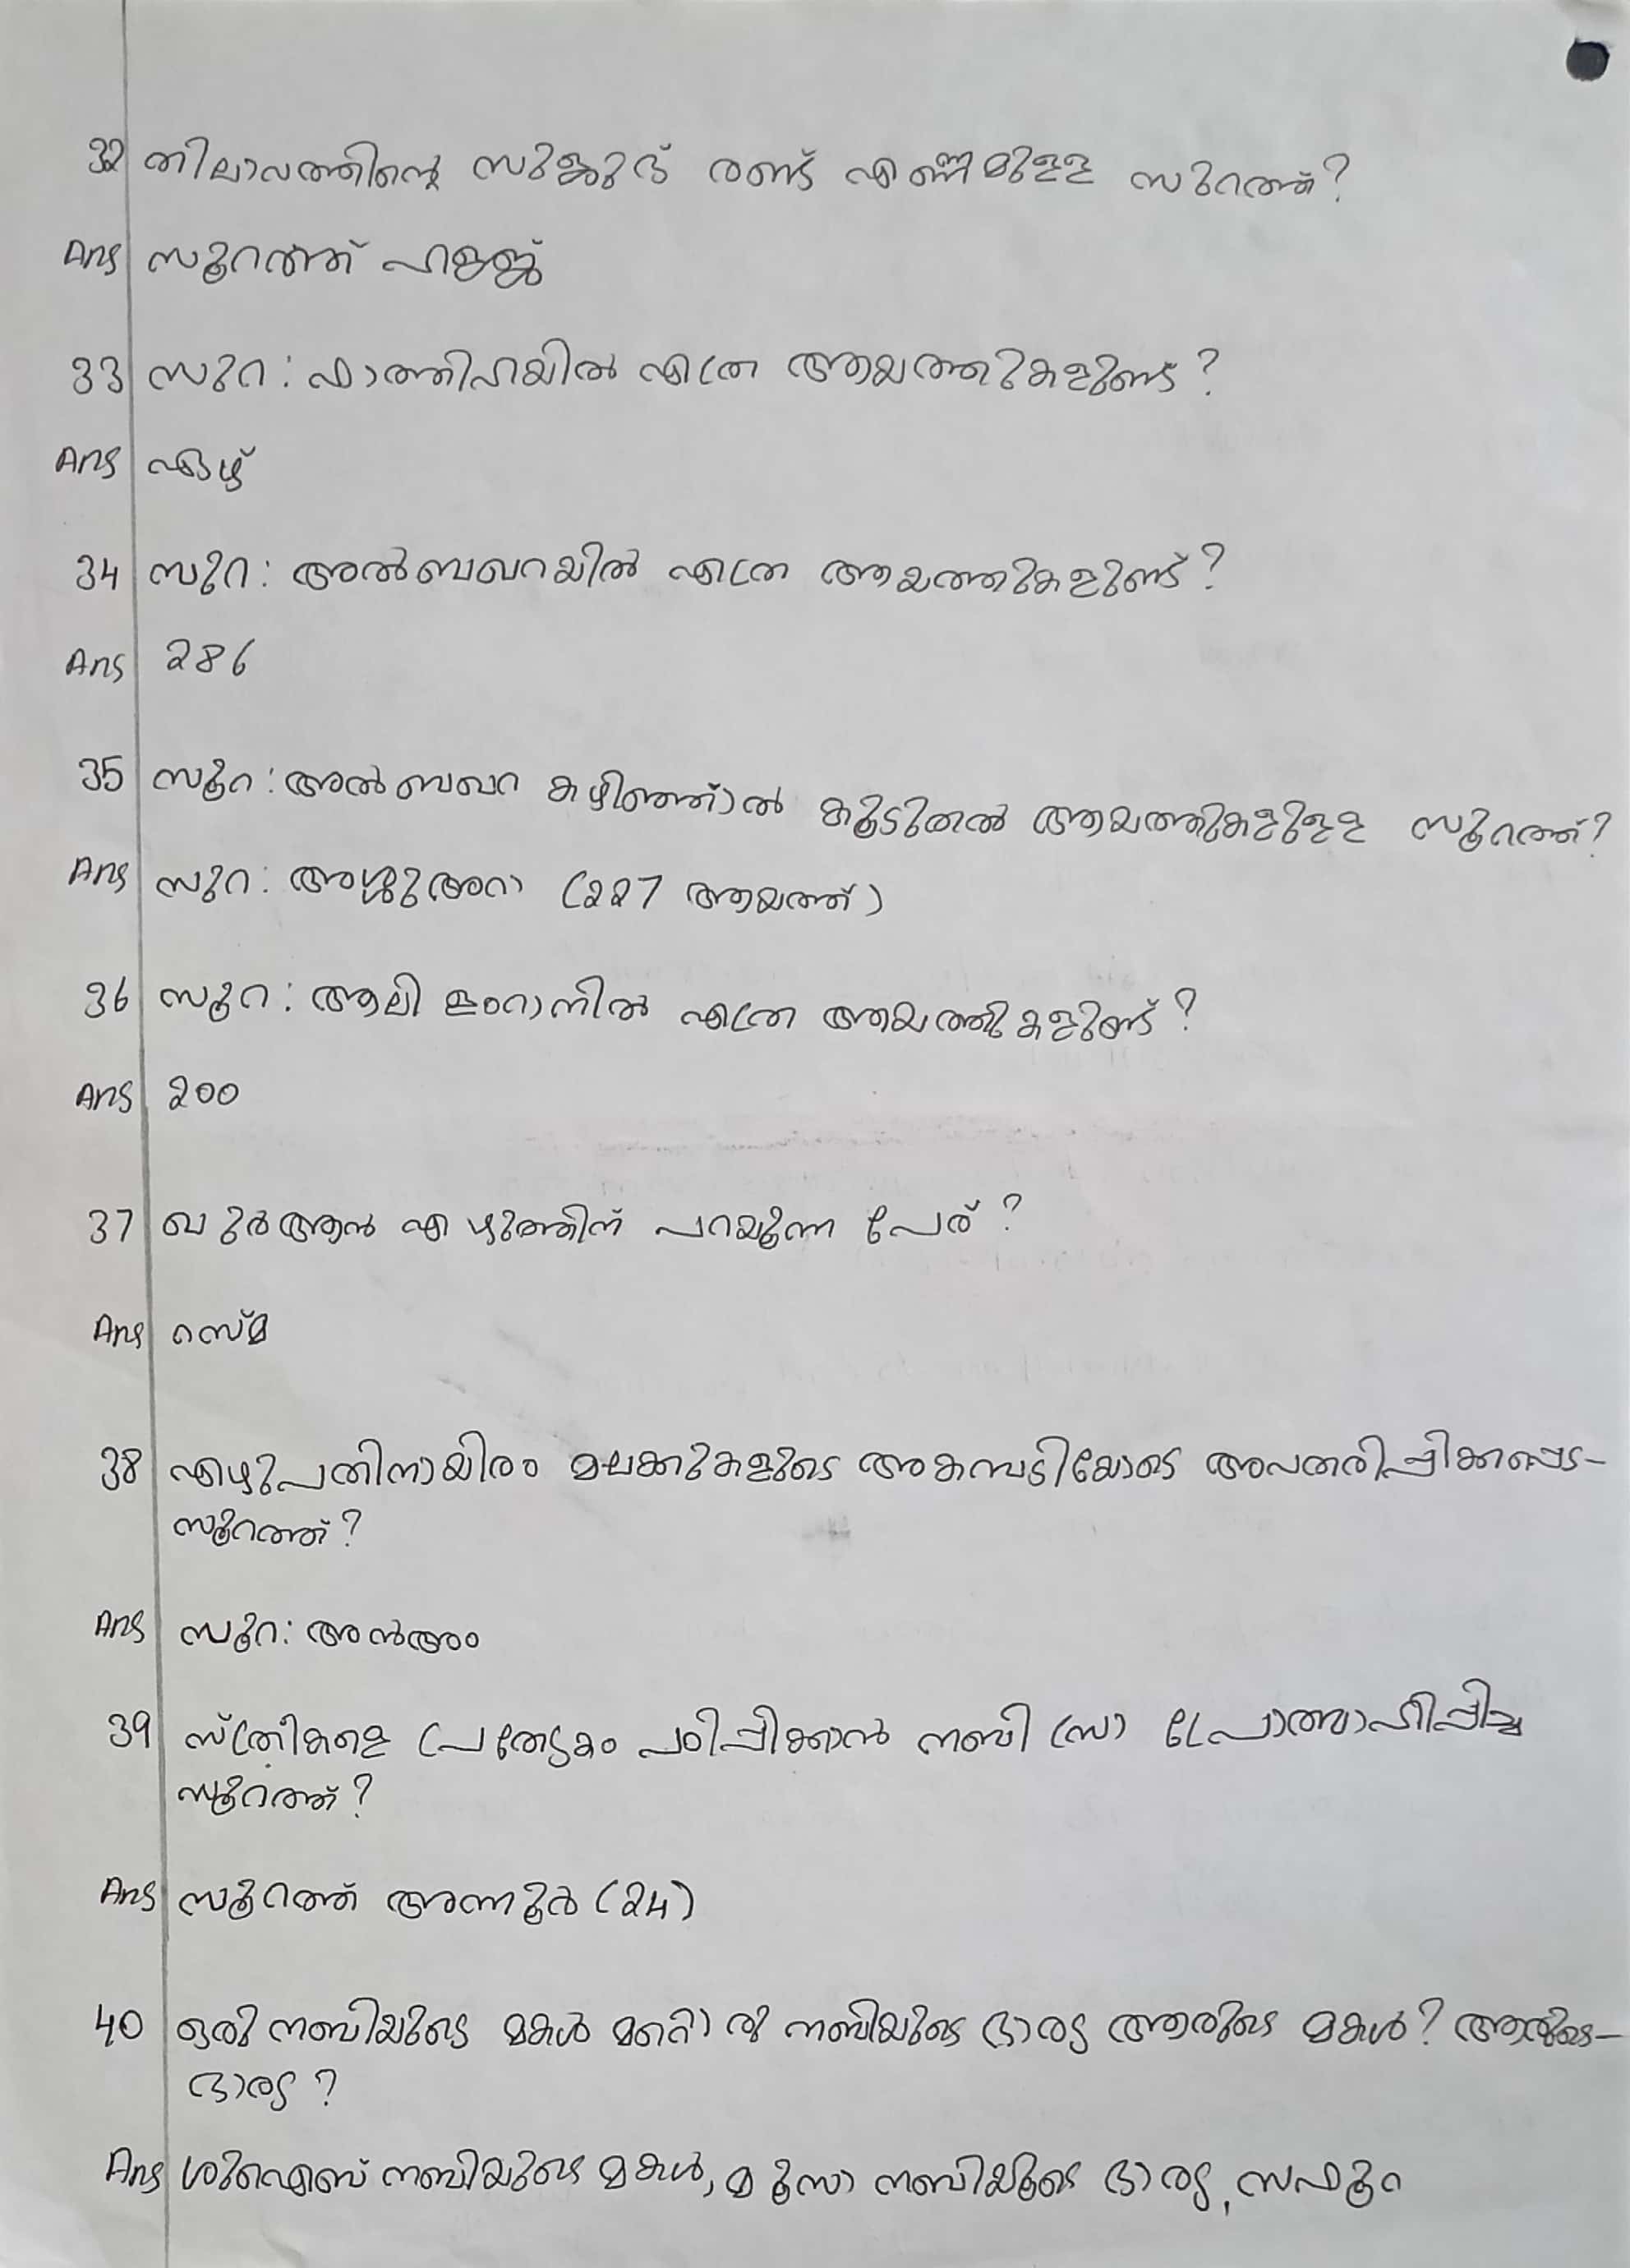 32 തിലാവത്തിന്റെ സുജൂദ് രണ്ട് എണ്ണമുള്ള സുറത്ത്?
Ans സൂറത്ത് ഹജ്ജ്
33 സുറ: ഫാത്തിഹയിൽ എത്ര ആയത്തുകളുണ്ട്?
Ans ഏഴ്
34 സുറ: അൽബഖറയിൽ എത്ര ആയത്തുകളുണ്ട്?
Ans 286
35 സൂറ: അൽബഖറ കഴിഞ്ഞാൽ കൂടുതൽ ആയത്തുകളുള്ള സൂറത്ത്?
Ans സുറ: അശ്ശുഅറാ (227 ആയത്ത്)
36 സൂറ: ആലി ഇംറാനിൽ എത്ര ആയത്തുകളുണ്ട്?
Ans 200
37 ഖുർആൻ എഴുത്തിന് പറയുന്ന പേര്?
Ans റസ്മ
38 എഴുപതിനായിരം മലക്കുകളുടെ അകമ്പടിയോടെ അവതരിപ്പിക്കപ്പെട-
സൂറത്ത്?
Ans സൂറ: അൻആം
39 സ്ത്രീകളെ പ്രത്യേകം പഠിപ്പിക്കാൻ നബി (സ) പ്രോത്സാഹിപ്പിച്ച
സൂറത്ത്?
Ans സൂറത്ത് അന്നൂർ (24)
40 ഒരു നബിയുടെ മകൾ മറ്റൊരു നബിയുടെ ഭാര്യ ആരുടെ മകൾ? ആരുടെ-
ഭാര്യ?
Ans ശുഐബ് നബിയുടെ മകൾ, മൂസാ നബിയുടെ ഭാര്യ, സഫൂറ